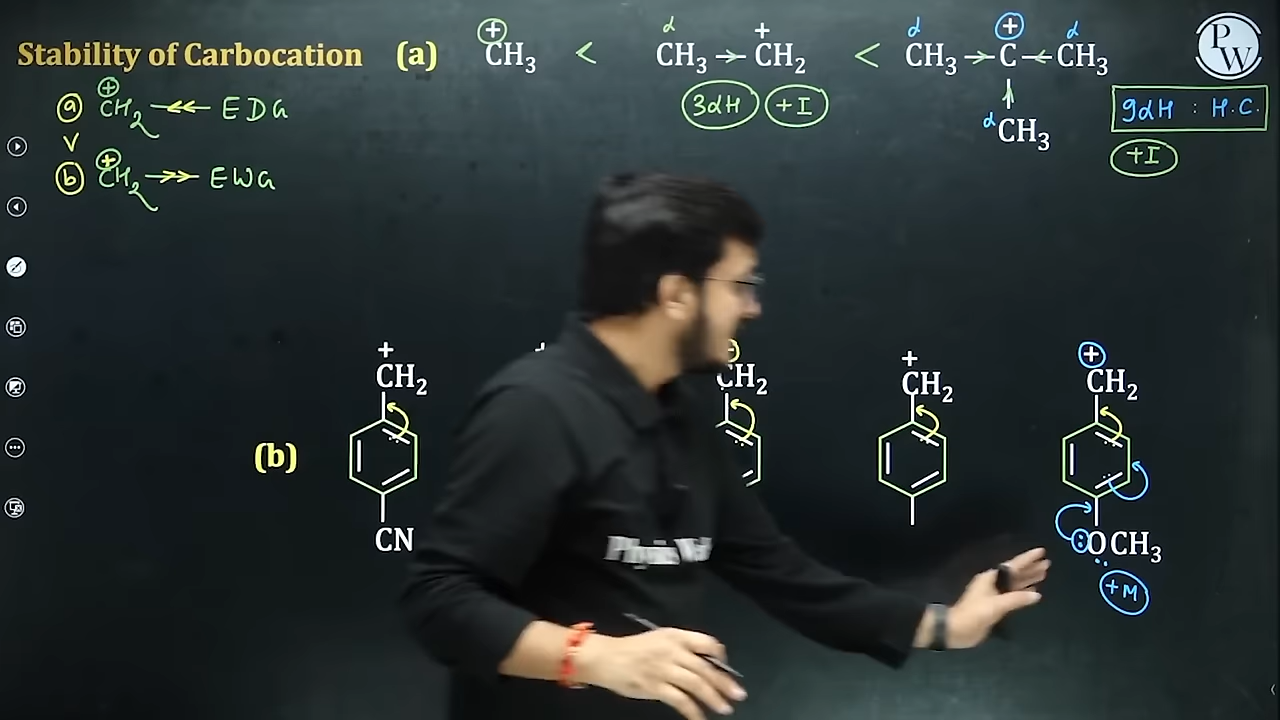 Stability of Carbocation (a) +CH₃ < CH₃ → +CH₂ < CH₃ → C+ ← CH₃
α α α
PW
CH₃ α
(a) ⊕CH₂ ↞ EDG
3αH +I
9αH : H.C.
+I
v
(b) ⊕CH₂ ↠ EWG
+ + + + +
CH₂ CH₂ CH₂ CH₂
(b)
CN OCH₃
+M